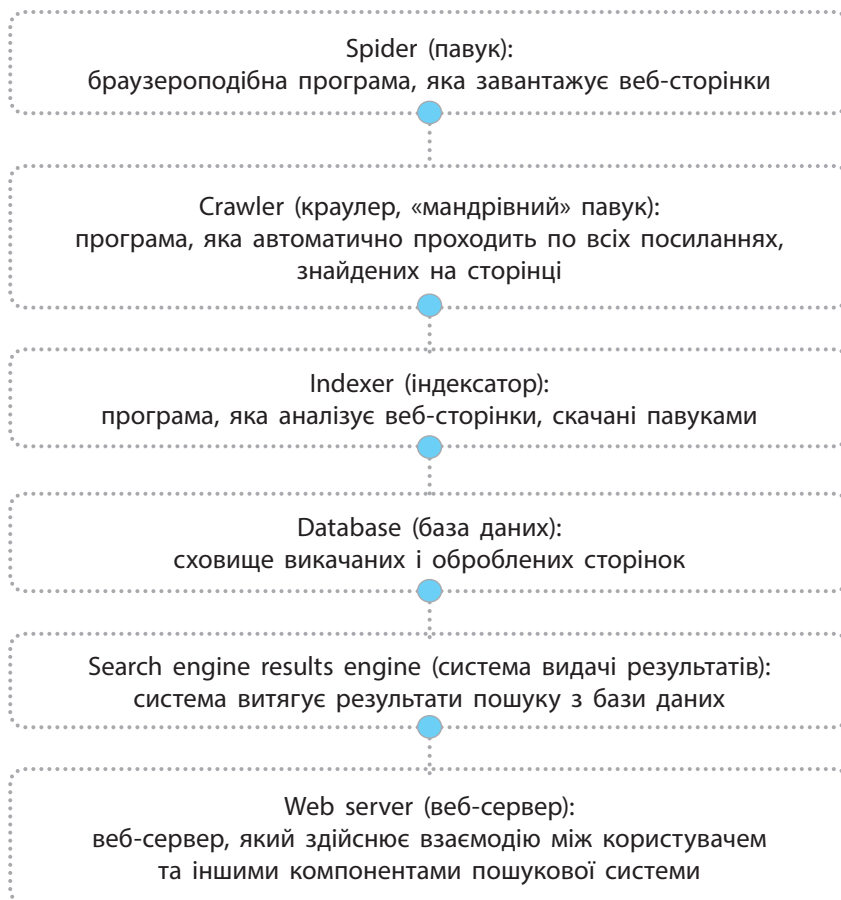 Spider (павук):
браузероподібна програма, яка завантажує веб-сторінки
Crawler (краулер, «мандрівний» павук):
програма, яка автоматично проходить по всіх посиланнях,
знайдених на сторінці
Indexer (індексатор):
програма, яка аналізує веб-сторінки, скачані павуками
Database (база даних):
сховище викачаних і оброблених сторінок
Search engine results engine (система видачі результатів):
система витягує результати пошуку з бази даних
Web server (веб-сервер):
веб-сервер, який здійснює взаємодію між користувачем
та іншими компонентами пошукової системи